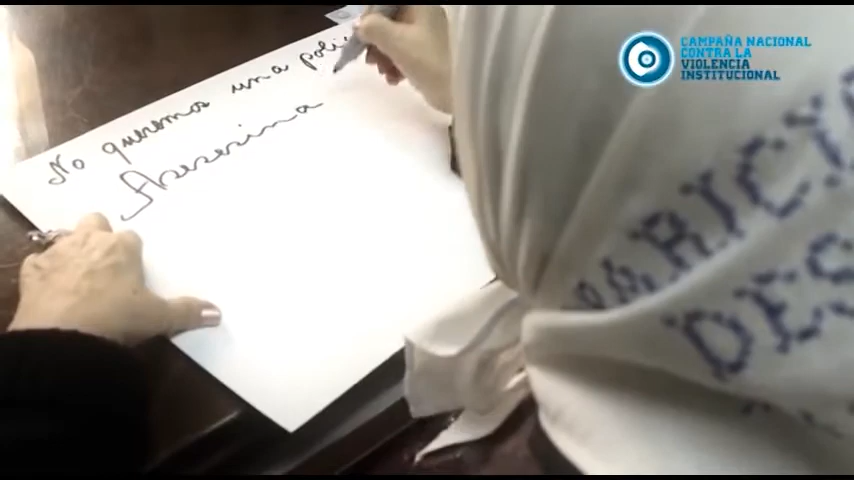 CAMPAÑA NACIONAL
CONTRA LA
VIOLENCIA
INSTITUCIONAL
No queremos una poli
Asesina